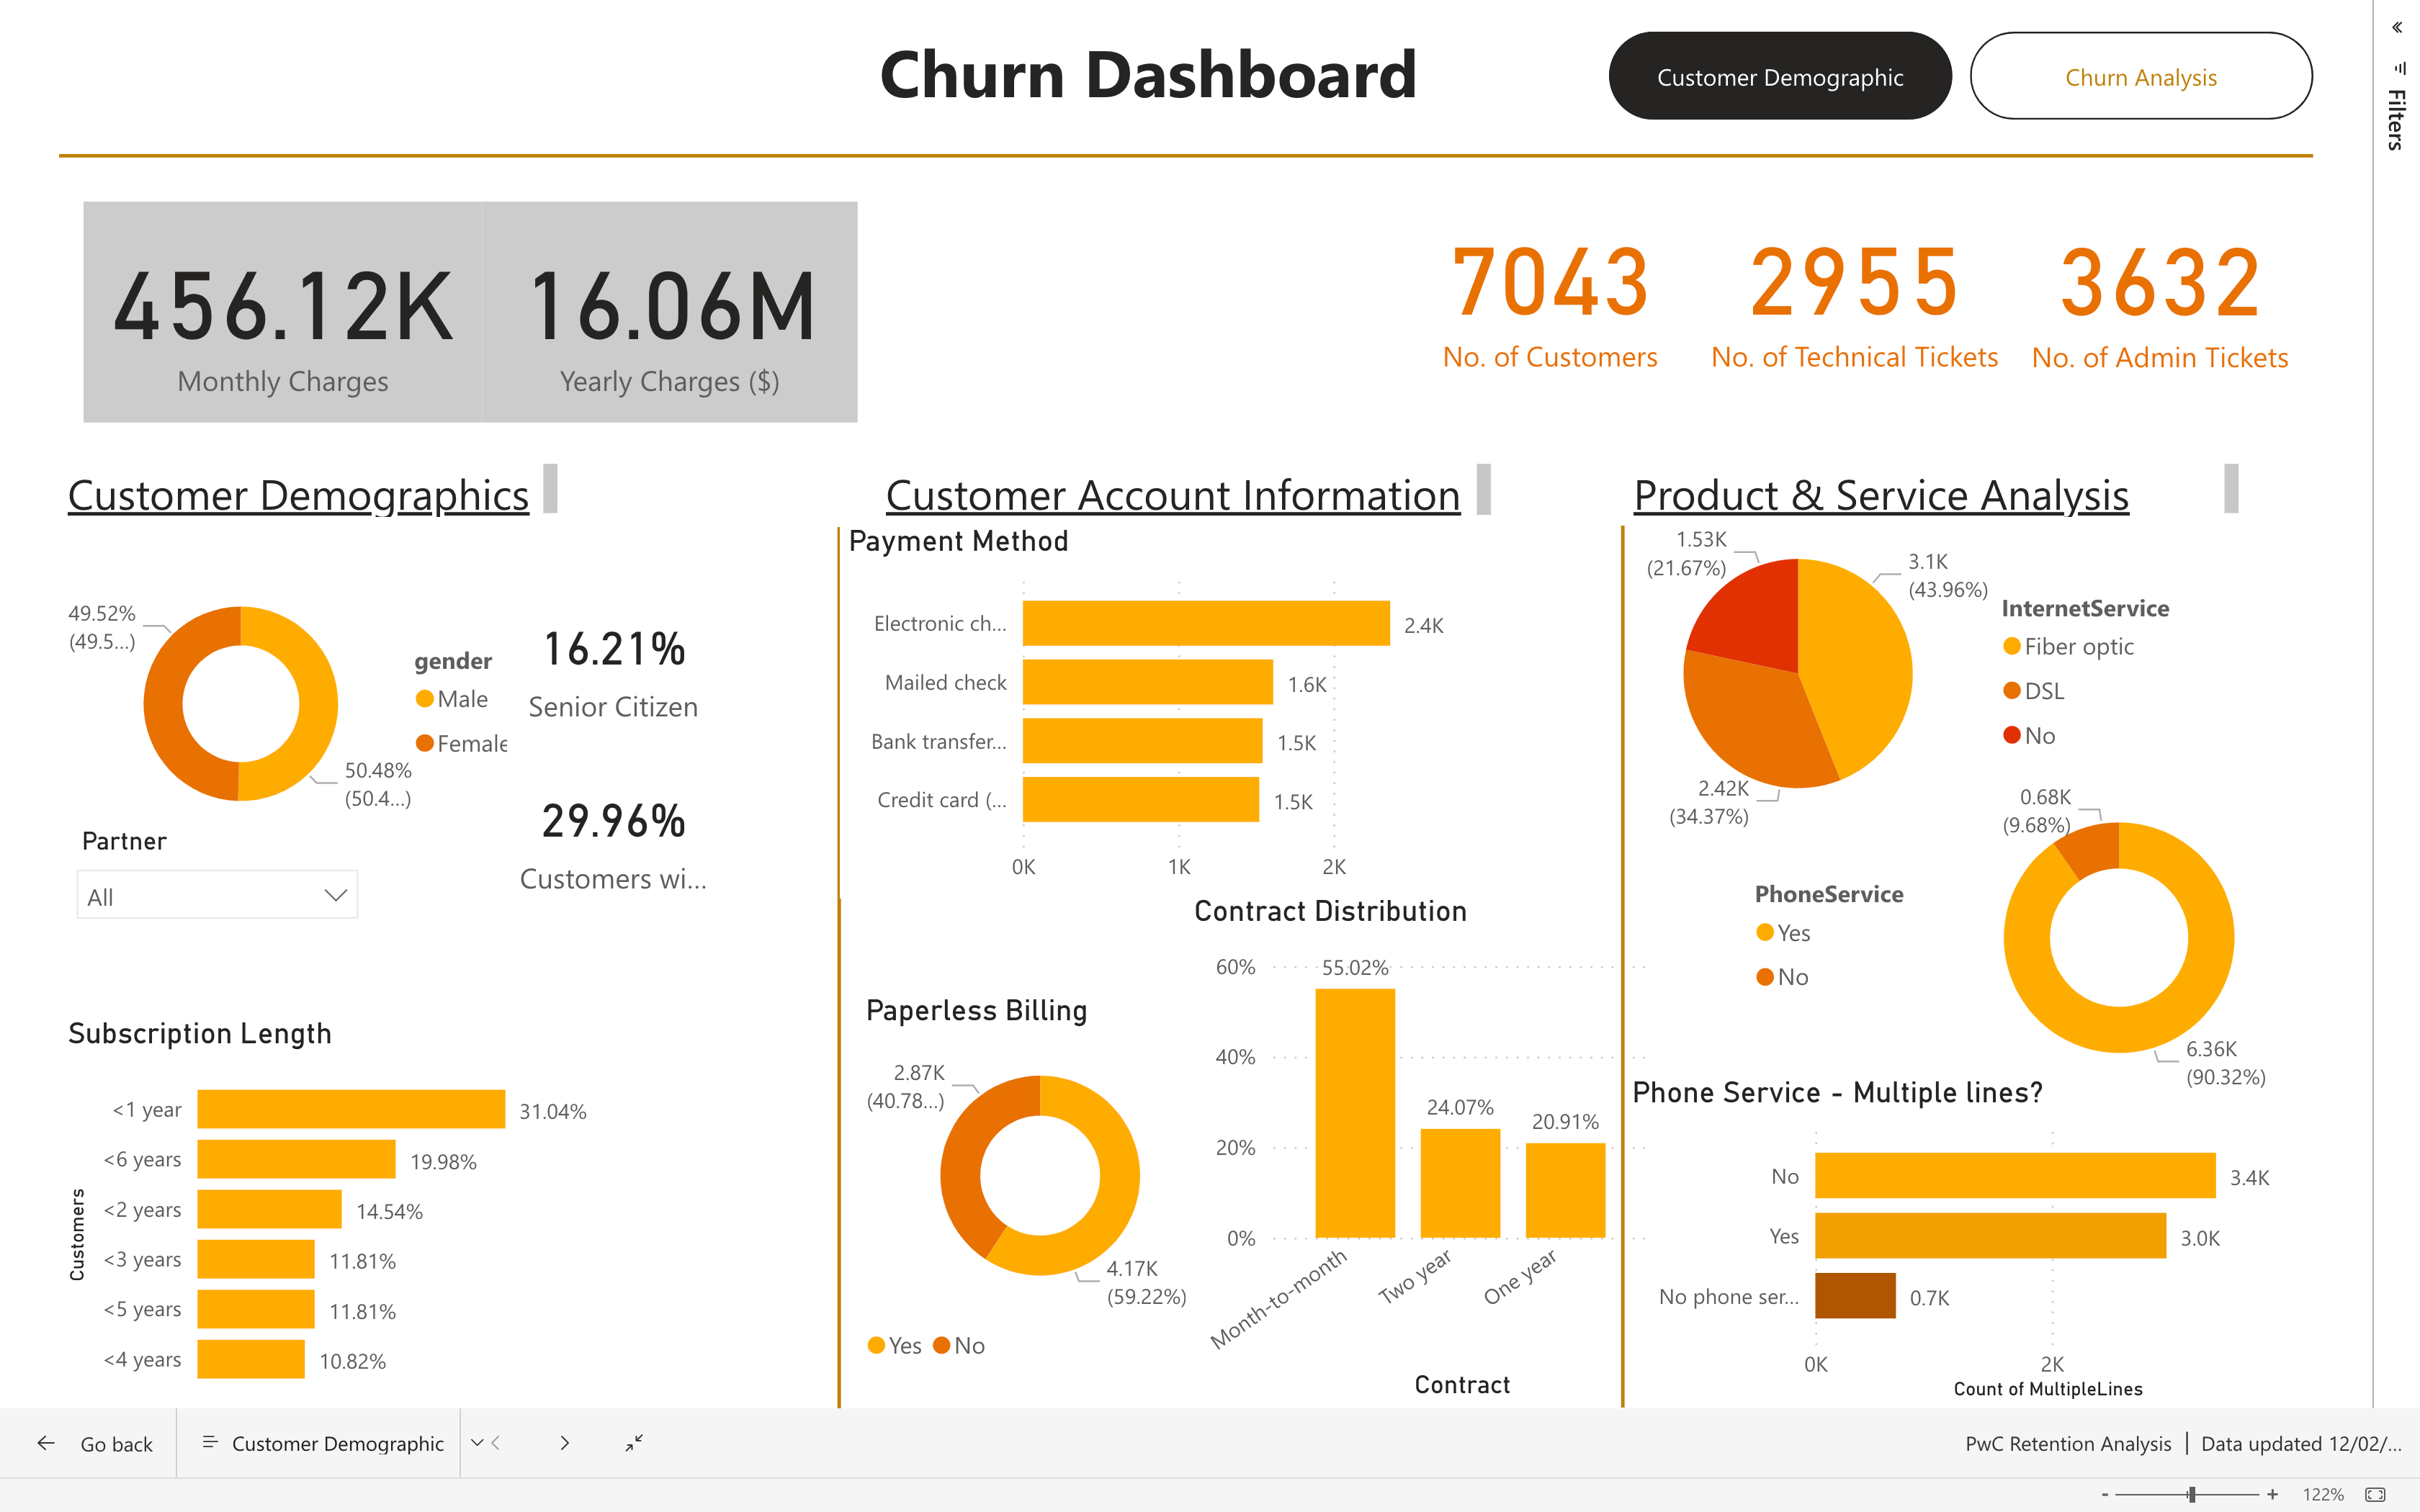 Churn Dashboard
Customer Demographic
Churn Analysis
Filters
456.12K
Monthly Charges
16.06M
Yearly Charges ($)
7043
No. of Customers
2955
No. of Technical Tickets
3632
No. of Admin Tickets
Customer Demographics
49.52%
(49.5...)
50.48%
(50.4...)
gender
Male
Female
16.21%
Senior Citizen
29.96%
Customers wi...
Partner
All
Subscription Length
Customers
<1 year 31.04%
<6 years 19.98%
<2 years 14.54%
<3 years 11.81%
<5 years 11.81%
<4 years 10.82%
Customer Account Information
Payment Method
Electronic ch... 2.4K
Mailed check 1.6K
Bank transfer... 1.5K
Credit card (... 1.5K
0K 1K 2K
Paperless Billing
2.87K
(40.78...)
4.17K
(59.22%)
Yes No
Contract Distribution
60%
40%
20%
0%
55.02%
24.07%
20.91%
Month-to-month
Two year
One year
Contract
Product & Service Analysis
1.53K
(21.67%)
3.1K
(43.96%)
2.42K
(34.37%)
InternetService
Fiber optic
DSL
No
PhoneService
Yes
No
0.68K
(9.68%)
6.36K
(90.32%)
Phone Service - Multiple lines?
No 3.4K
Yes 3.0K
No phone ser... 0.7K
0K 2K
Count of MultipleLines
Go back
Customer Demographic
PwC Retention Analysis | Data updated 12/02/...
- + 122%